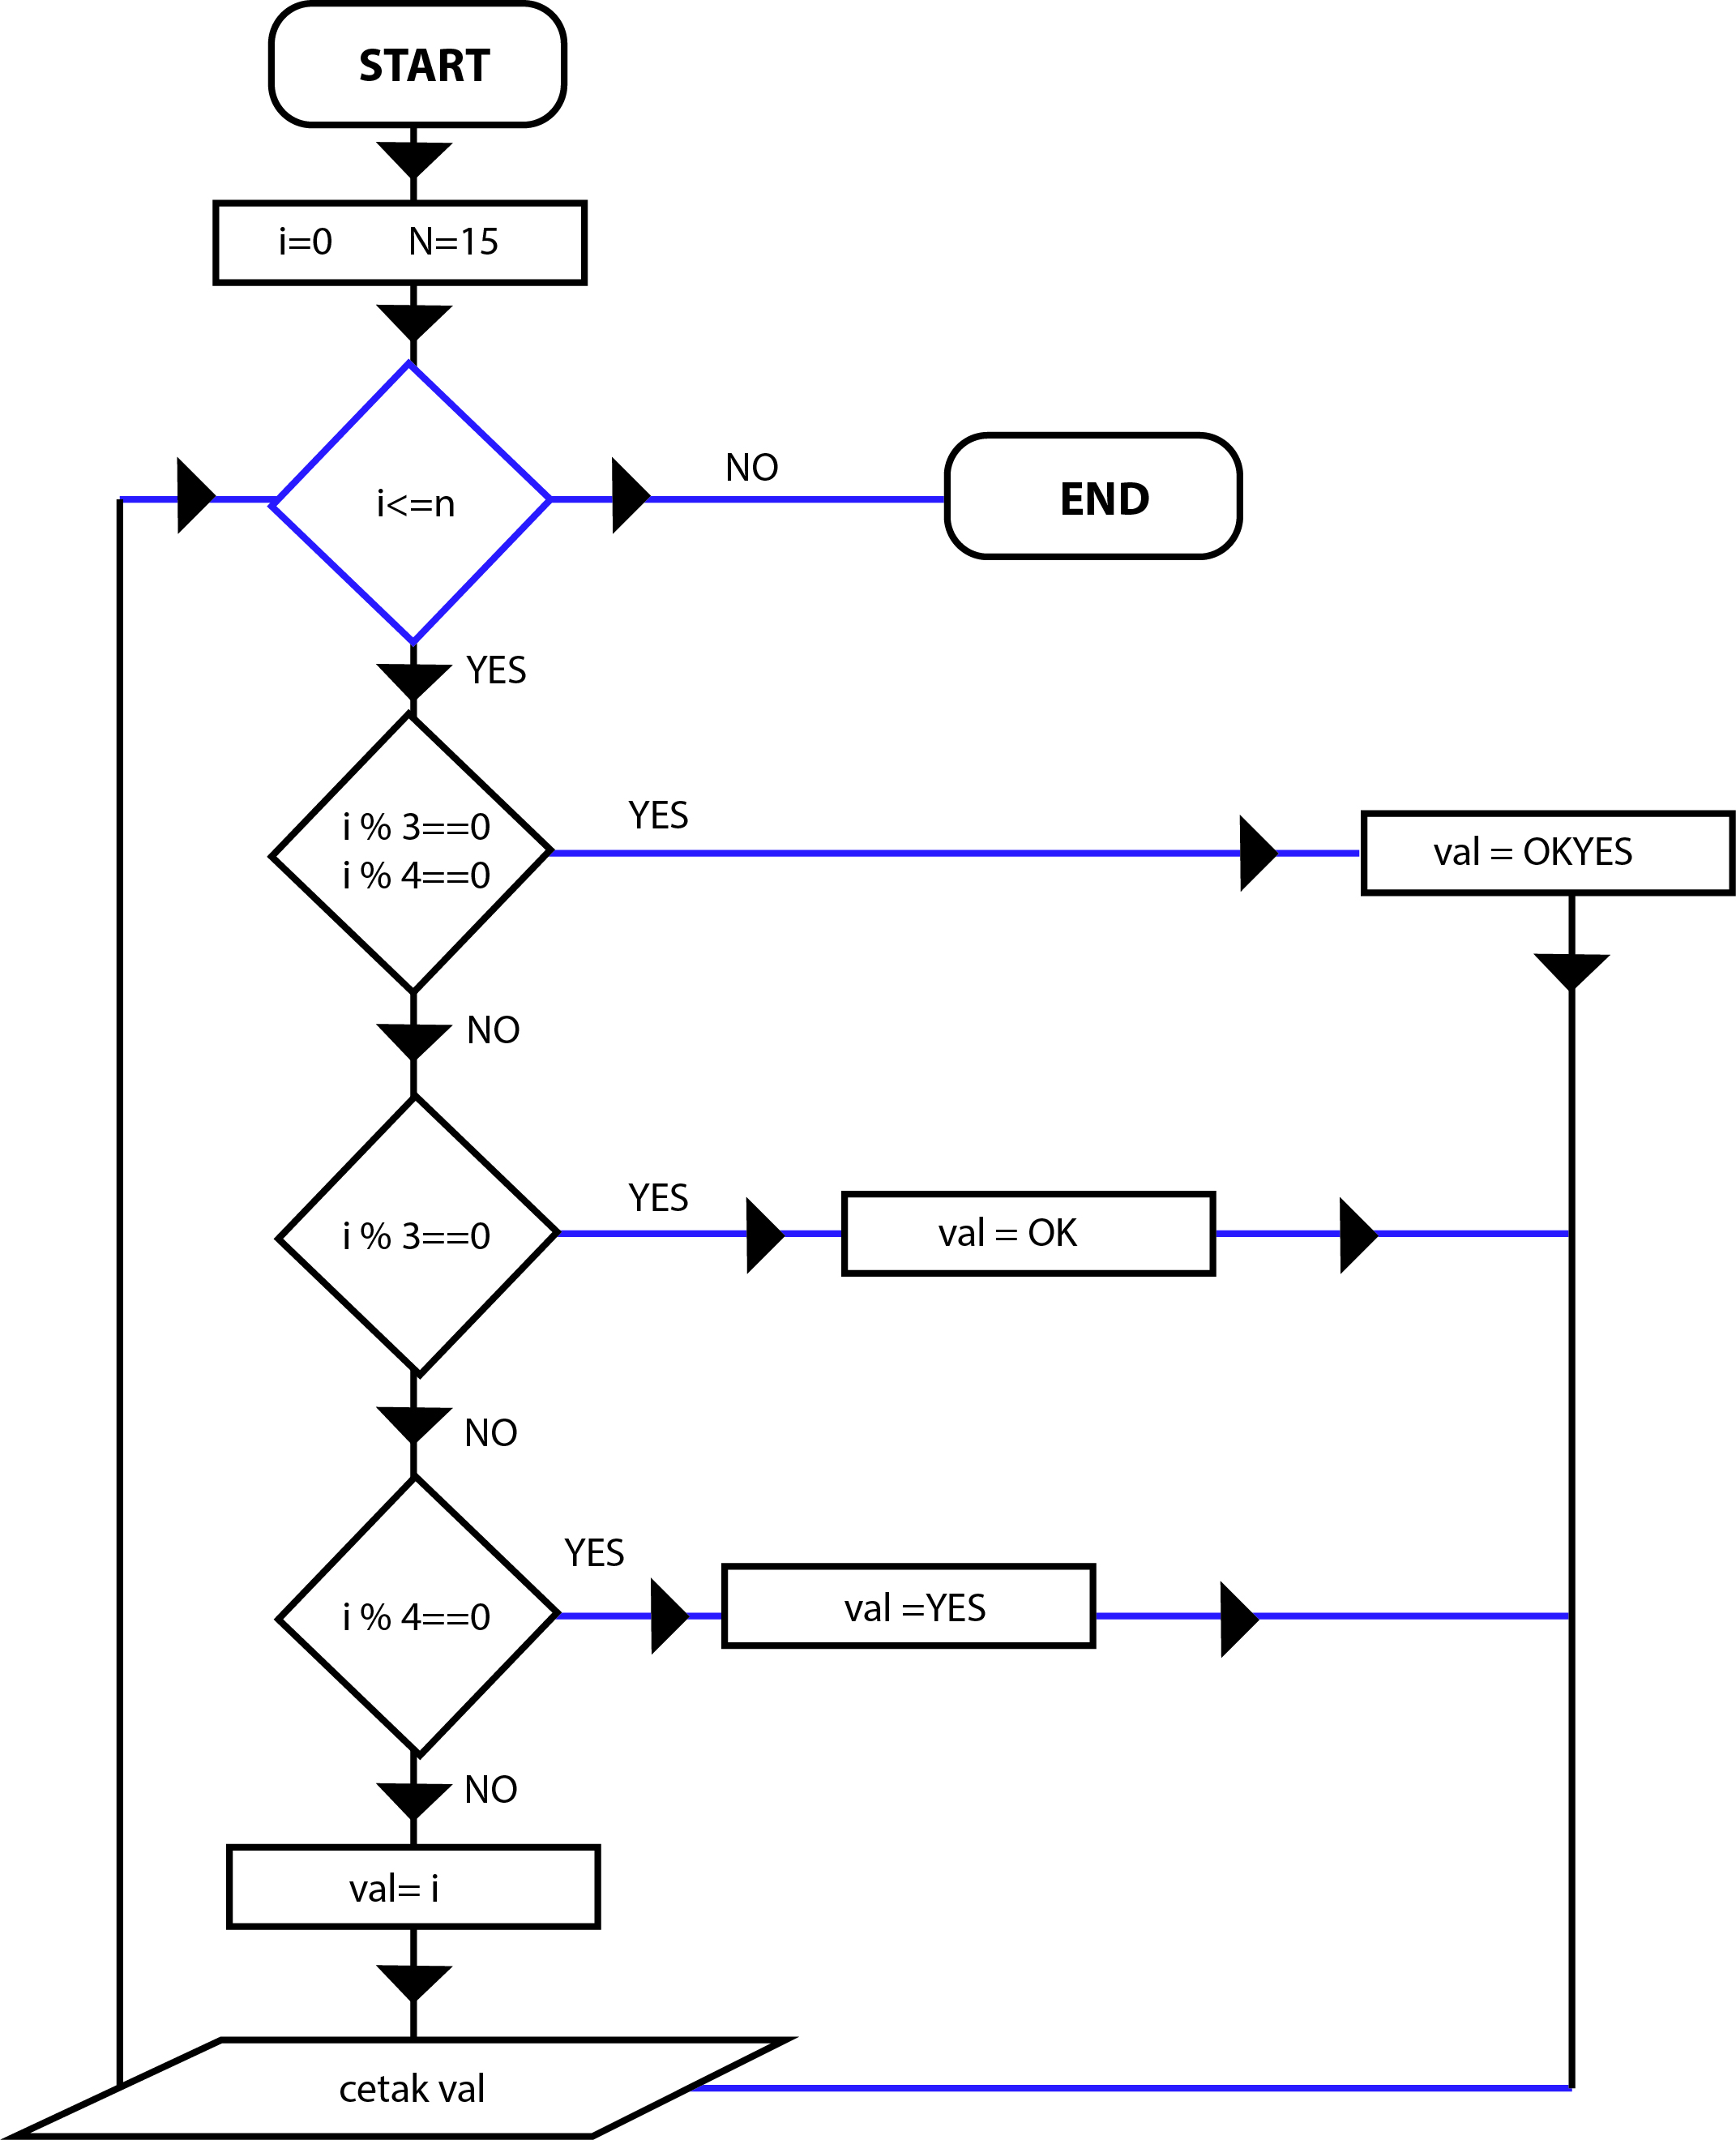 START
i=0 N=15
i<=n
NO
END
YES
i % 3==0
i % 4==0
YES
val = OKYES
NO
i % 3==0
YES
val = OK
NO
i % 4==0
YES
val =YES
NO
val= i
cetak val